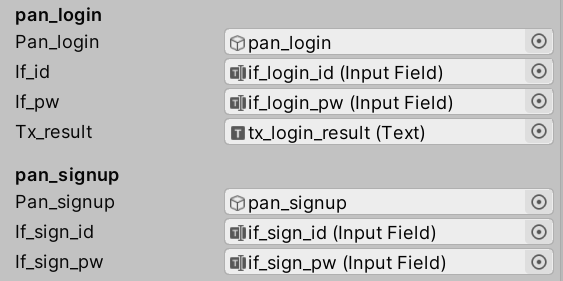 pan_login
Pan_login pan_login
If_id if_login_id (Input Field)
If_pw if_login_pw (Input Field)
Tx_result tx_login_result (Text)
pan_signup
Pan_signup pan_signup
If_sign_id if_sign_id (Input Field)
If_sign_pw if_sign_pw (Input Field)